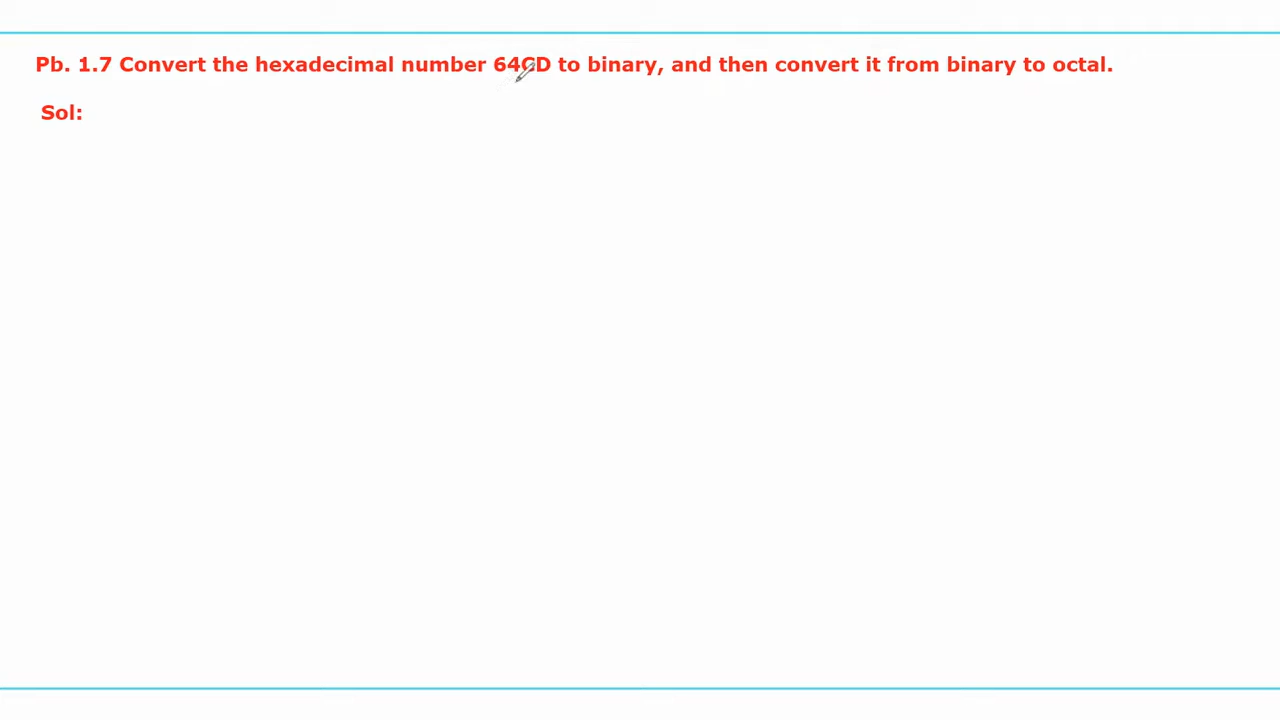 Pb. 1.7 Convert the hexadecimal number 64CD to binary, and then convert it from binary to octal.
Sol: